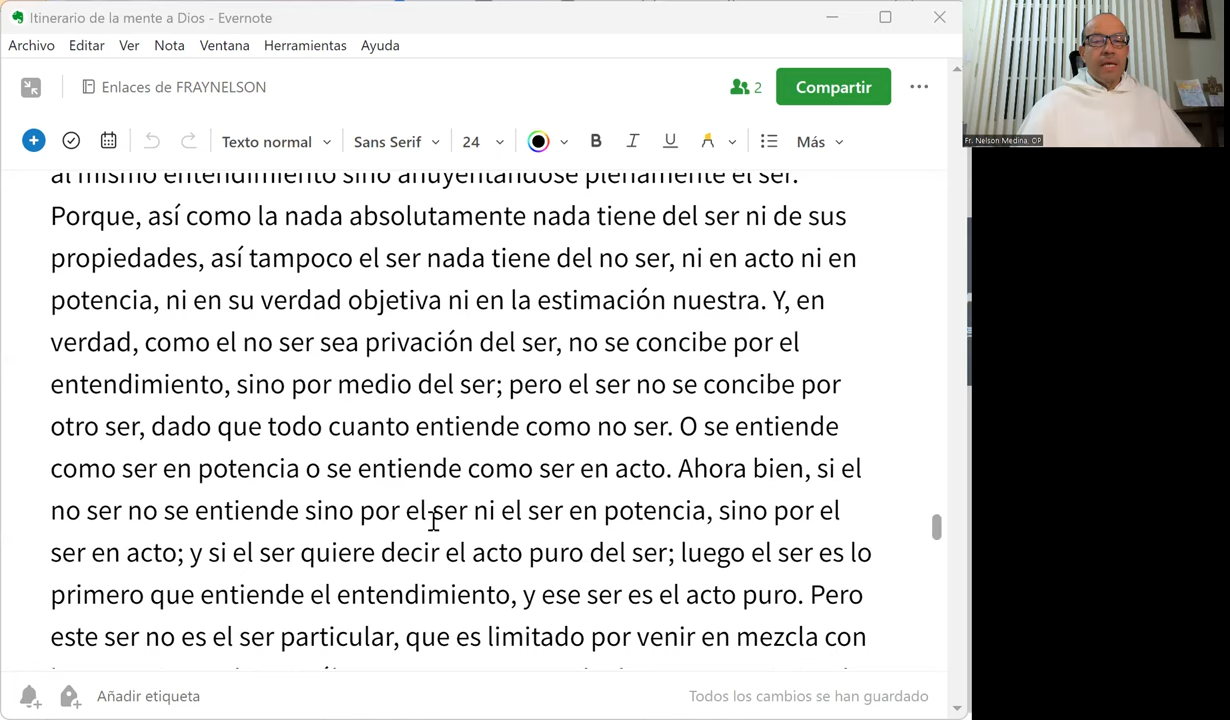 Itinerario de la mente a Dios - Evernote
Archivo Editar Ver Nota Ventana Herramientas Ayuda
Enlaces de FRAYNELSON
2
Compartir
Texto normal Sans Serif 24 B I U Más
al mismo entendimiento sino ahuyentándose plenamente el ser.
Porque, así como la nada absolutamente nada tiene del ser ni de sus
propiedades, así tampoco el ser nada tiene del no ser, ni en acto ni en
potencia, ni en su verdad objetiva ni en la estimación nuestra. Y, en
verdad, como el no ser sea privación del ser, no se concibe por el
entendimiento, sino por medio del ser; pero el ser no se concibe por
otro ser, dado que todo cuanto entiende como no ser. O se entiende
como ser en potencia o se entiende como ser en acto. Ahora bien, si el
no ser no se entiende sino por el ser ni el ser en potencia, sino por el
ser en acto; y si el ser quiere decir el acto puro del ser; luego el ser es lo
primero que entiende el entendimiento, y ese ser es el acto puro. Pero
este ser no es el ser particular, que es limitado por venir en mezcla con
Añadir etiqueta
Todos los cambios se han guardado
Fr. Nelson Medina, OP